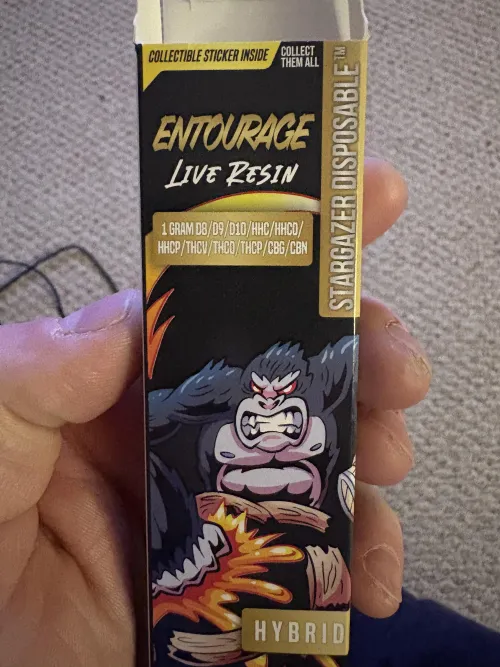 COLLECTIBLE STICKER INSIDE
COLLECT
THEM ALL
ENTOURAGE
LIVE RESIN
1 GRAM D8/D9/D10/HHC/HHCO/
HHCP/THCV/THCO/THCP/CBG/CBN
STARGAZER DISPOSABLE™
HYBRID